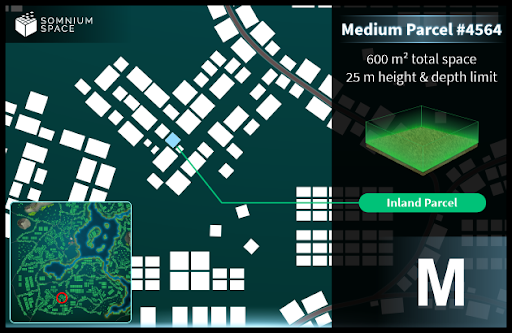 SOMNIUM
SPACE
Medium Parcel #4564
600 m² total space
25 m height & depth limit
Inland Parcel
M